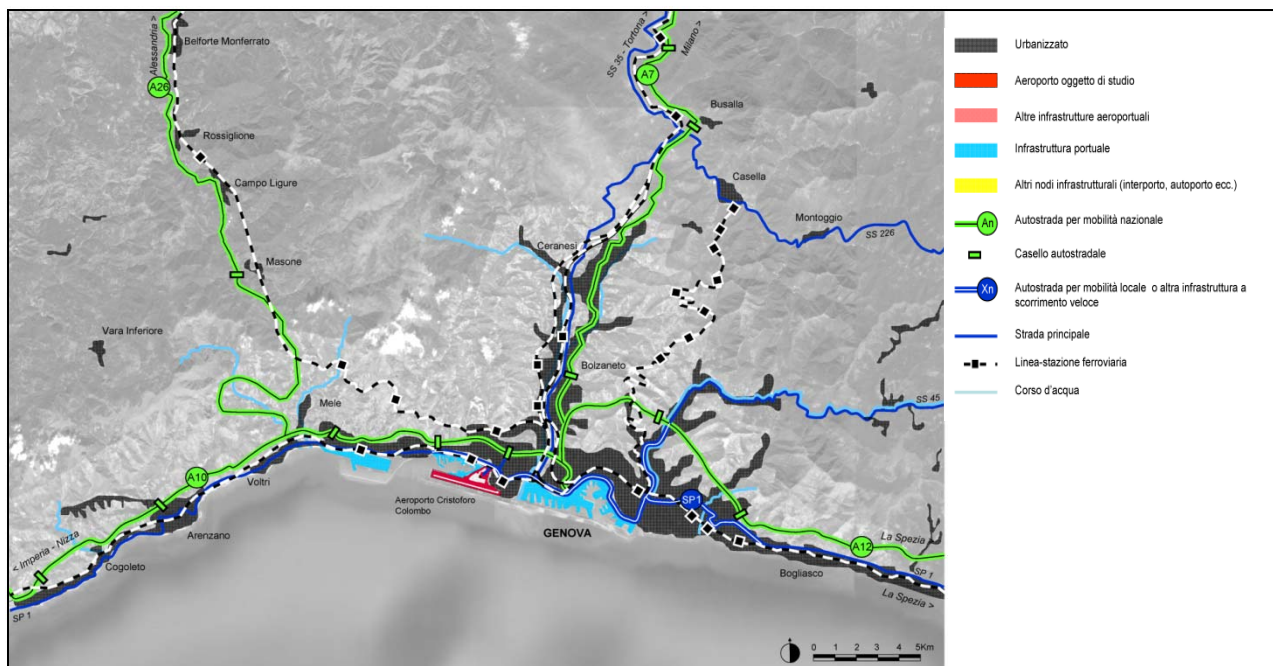 Alessandria >
Belforte Monferrato
A26
Rossiglione
Campo Ligure
Masone
Vara Inferiore
Mele
Voltri
A10
Arenzano
Cogoleto
< Imperia - Nizza
SP 1
SS 35 - Tortona >
Milano >
A7
Busalla
Casella
Montoggio
SS 226
Ceranesi
Bolzaneto
SS 45
Aeroporto Cristoforo
Colombo
GENOVA
SP1
La Spezia >
A12
SP 1
Bogliasco
La Spezia >
0 1 2 3 4 5Km
Urbanizzato
Aeroporto oggetto di studio
Altre infrastrutture aeroportuali
Infrastruttura portuale
Altri nodi infrastrutturali (interporto, autoporto ecc.)
An
Autostrada per mobilità nazionale
Casello autostradale
Xn
Autostrada per mobilità locale o altra infrastruttura a
scorrimento veloce
Strada principale
Linea-stazione ferroviaria
Corso d'acqua